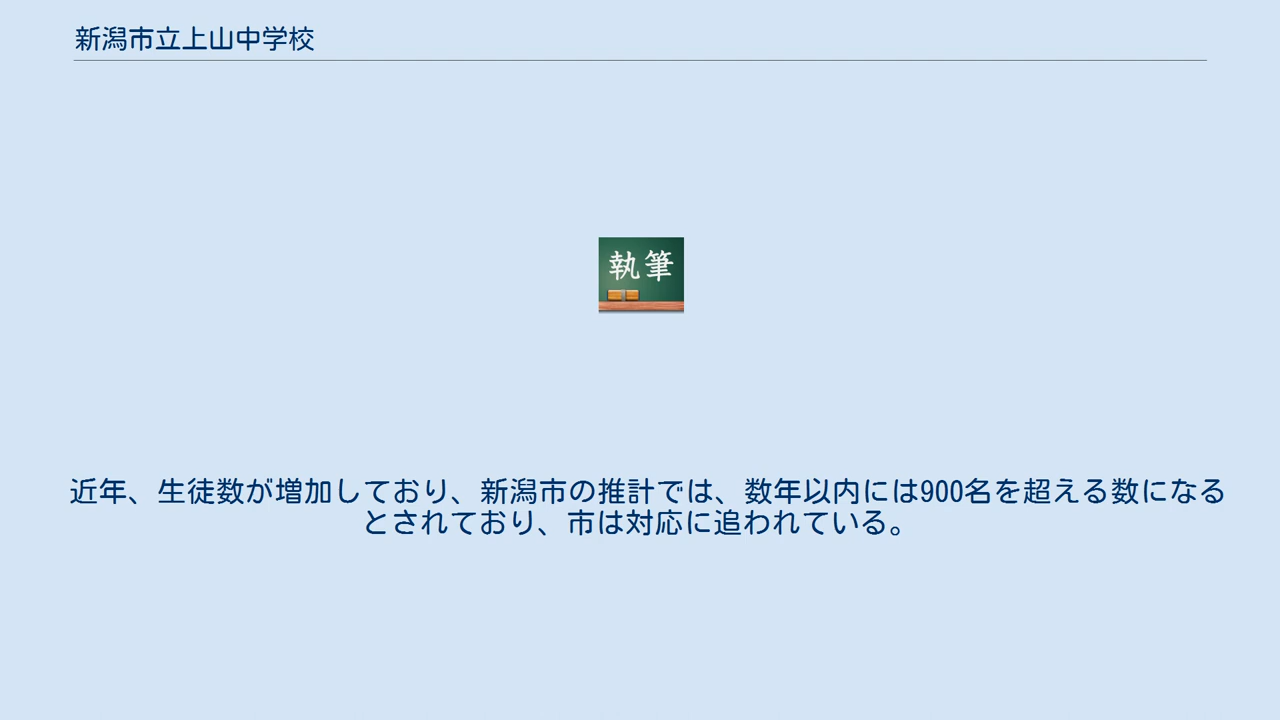 新潟市立上山中学校
執筆
近年、生徒数が増加しており、新潟市の推計では、数年以内には900名を超える数になる
とされており、市は対応に追われている。